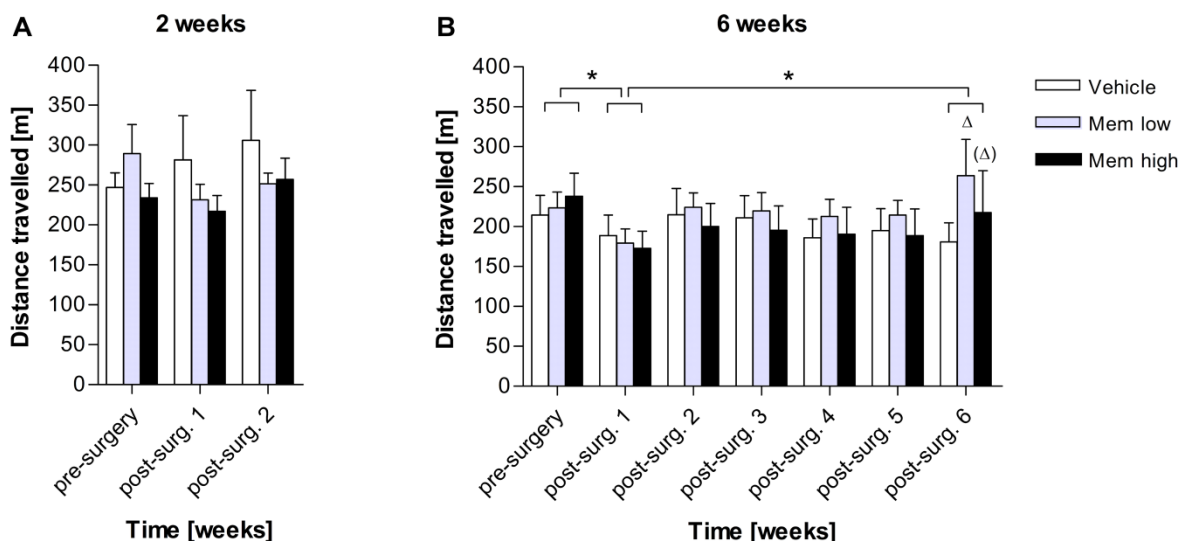 A
2 weeks
400
350
300
250
200
150
100
50
0
Distance travelled [m]
pre-surgery
post-surg. 1
post-surg. 2
Time [weeks]
B
6 weeks
400
350
300
250
200
150
100
50
0
Distance travelled [m]
*
*
Δ
(Δ)
pre-surgery
post-surg. 1
post-surg. 2
post-surg. 3
post-surg. 4
post-surg. 5
post-surg. 6
Time [weeks]
Vehicle
Mem low
Mem high